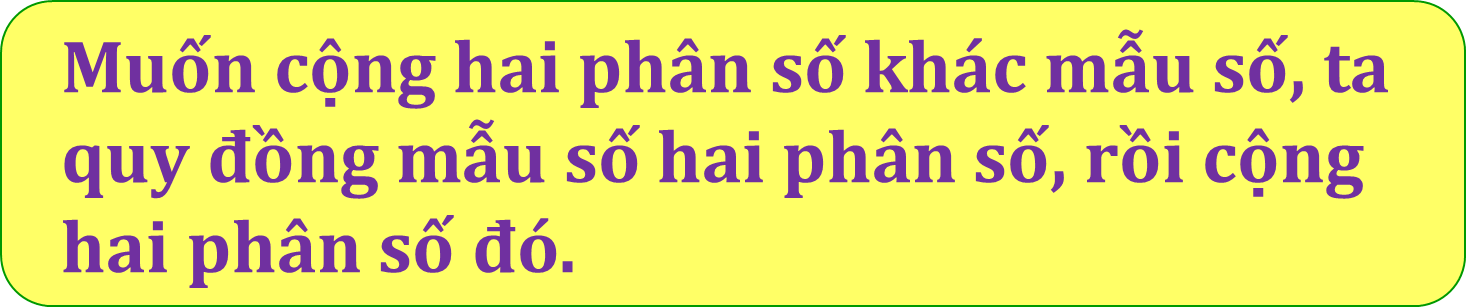 Muốn cộng hai phân số khác mẫu số, ta
quy đồng mẫu số hai phân số, rồi cộng
hai phân số đó.